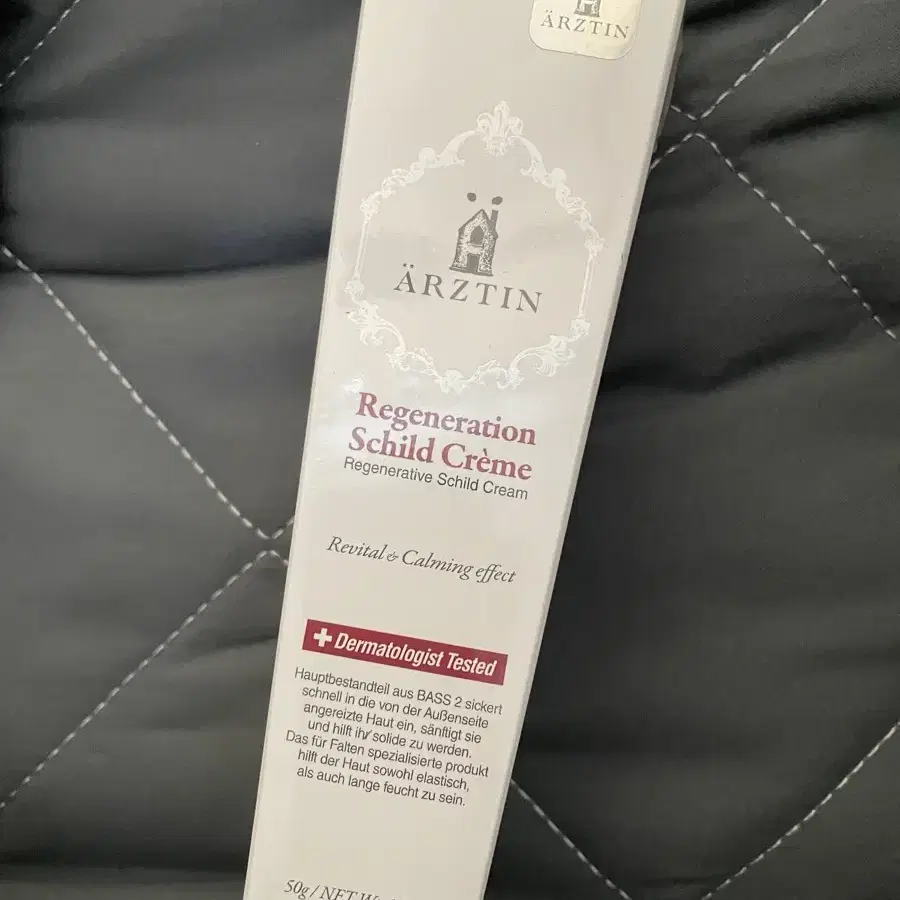 ÄRZTIN
ÄRZTIN
Regeneration
Schild Crème
Regenerative Schild Cream
Revital & Calming effect
Dermatologist Tested
Hauptbestandteil aus BASS 2 sickert
schnell in die von der Außenseite
angereizte Haut ein, sänftigt sie
und hilft ihr solide zu werden.
Das für Falten spezialisierte produkt
hilft der Haut sowohl elastisch,
als auch lange feucht zu sein.
50g / NET